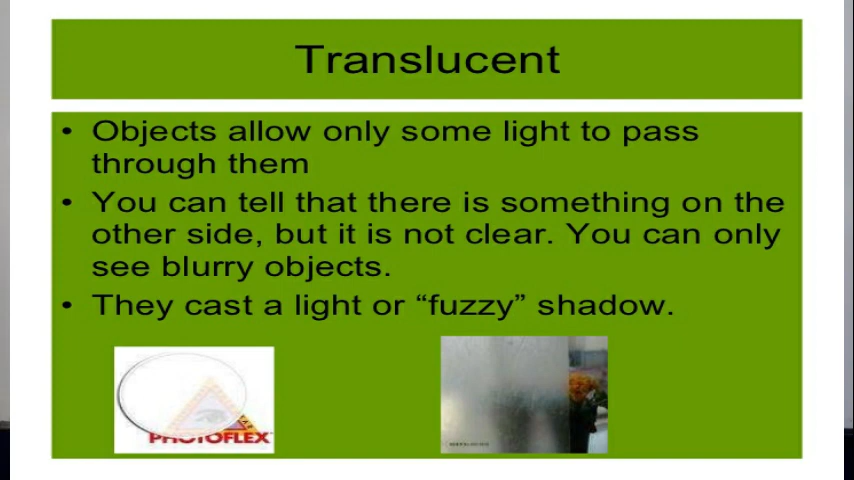 Translucent
• Objects allow only some light to pass
through them
• You can tell that there is something on the
other side, but it is not clear. You can only
see blurry objects.
• They cast a light or “fuzzy” shadow.
PHOTOFLEX